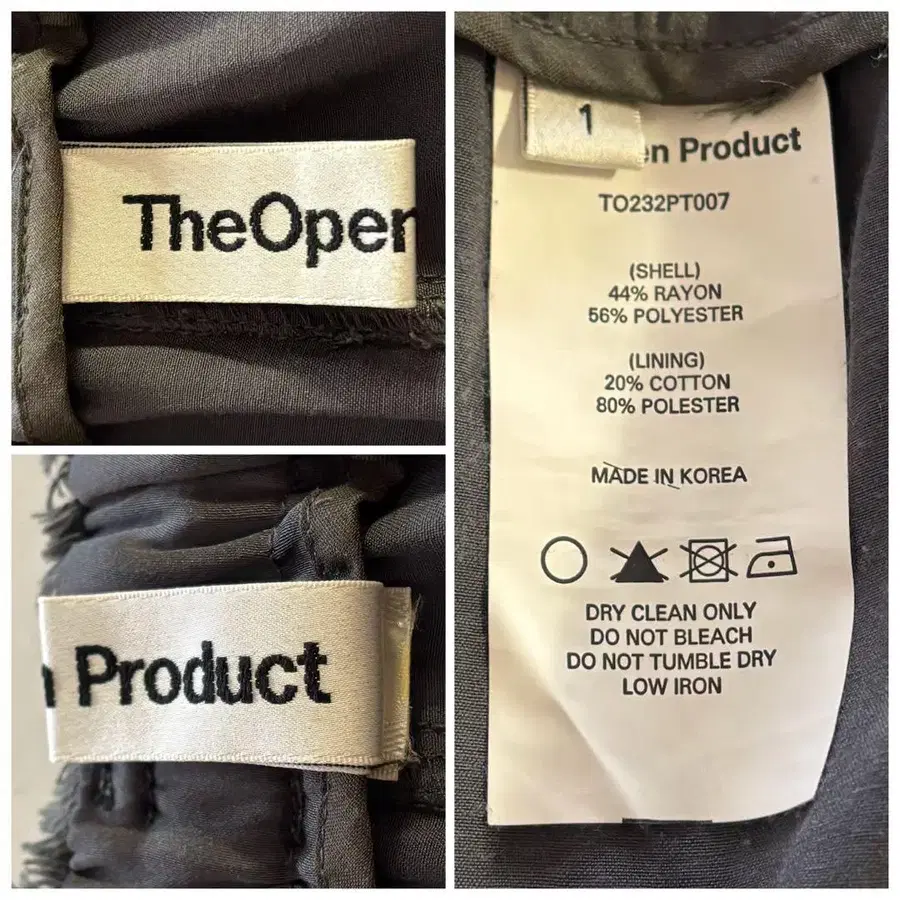 TheOpen
n Product
1
en Product
TO232PT007
(SHELL)
44% RAYON
56% POLYESTER
(LINING)
20% COTTON
80% POLESTER
MADE IN KOREA
DRY CLEAN ONLY
DO NOT BLEACH
DO NOT TUMBLE DRY
LOW IRON